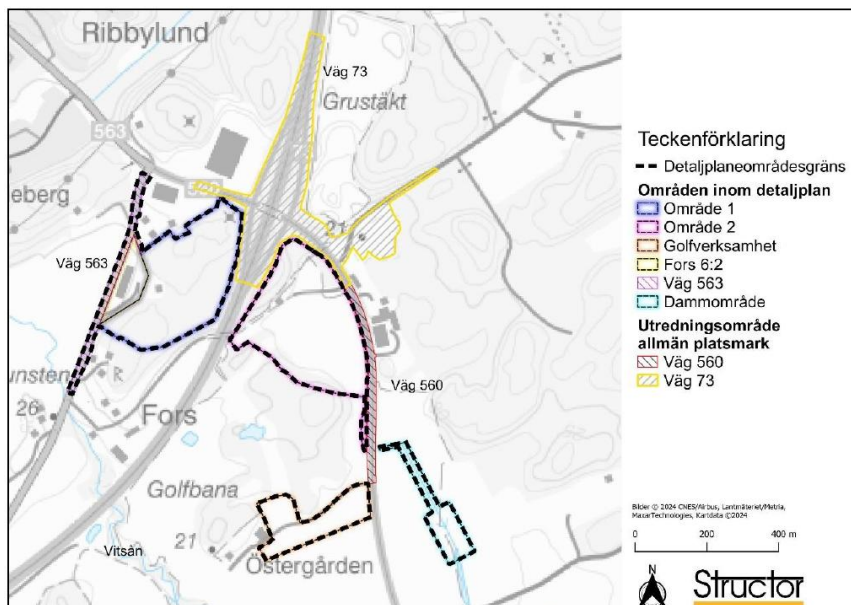 Ribbylund
Väg 73
Grustäkt
563
eberg
21
Väg 563
unsten
R
26
Fors
Väg 560
Golfbana
21
Vitsån
Östergården
Teckenförklaring
Detaljplaneområdesgräns
Områden inom detaljplan
Område 1
Område 2
Golfverksamhet
Fors 6:2
Väg 563
Dammområde
Utredningsområde
allmän platsmark
Väg 560
Väg 73
Bilder © 2024 CNES/Airbus, Lantmäteriet/Metria,
MaxarTechnologies, Kartdata ©2024
0 200 400 m
N
Structor